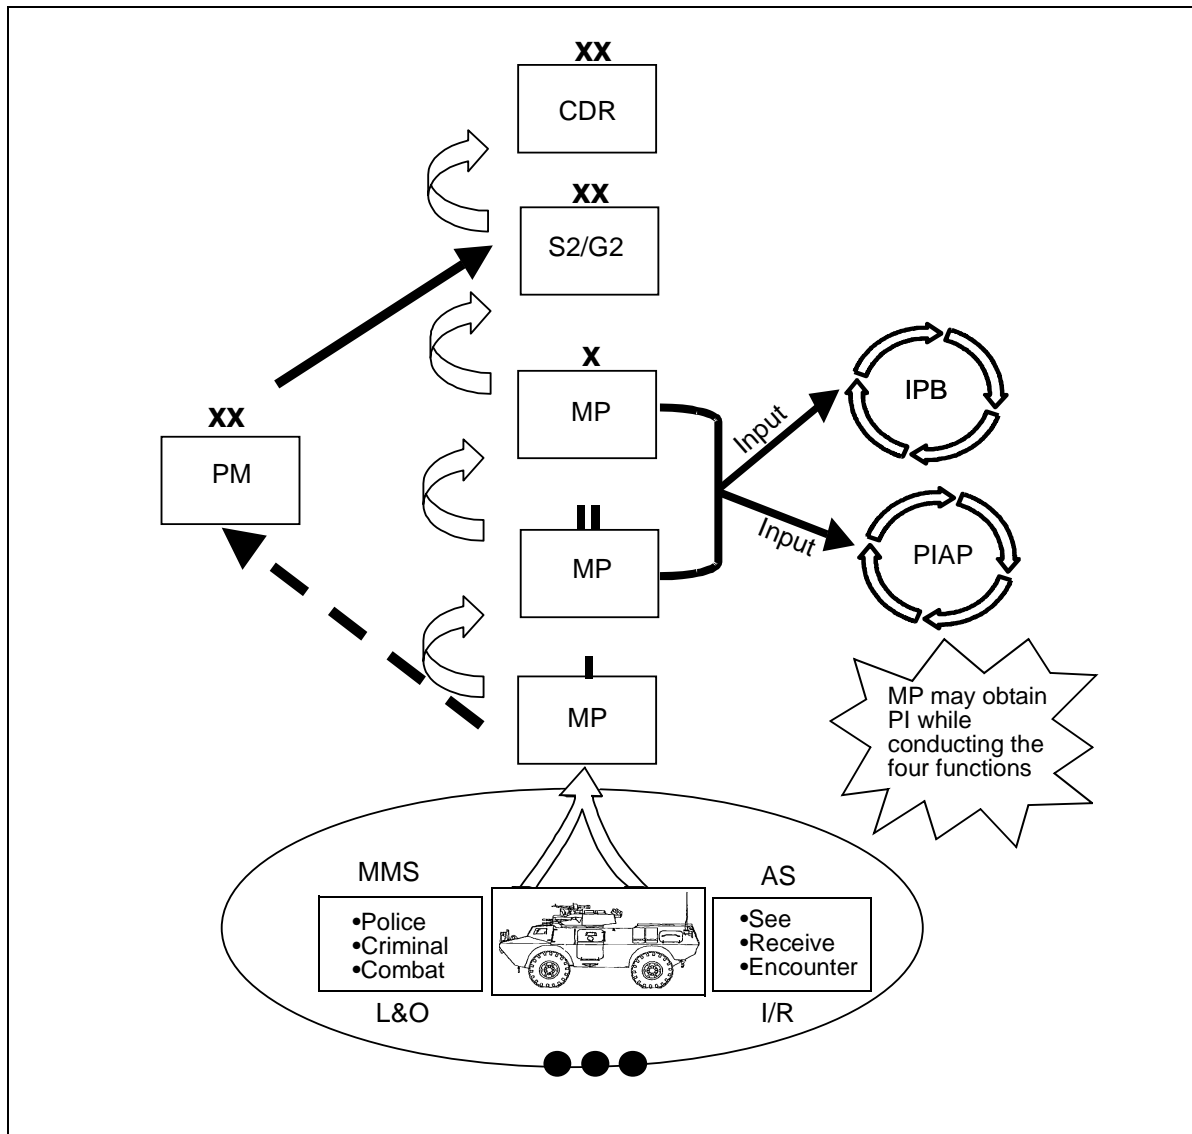 XX
CDR
XX
S2/G2
X
MP
IPB
Input
XX
PM
II
MP
Input
PIAP
I
MP
MP may obtain
PI while
conducting the
four functions
MMS
•Police
•Criminal
•Combat
L&O
AS
•See
•Receive
•Encounter
I/R